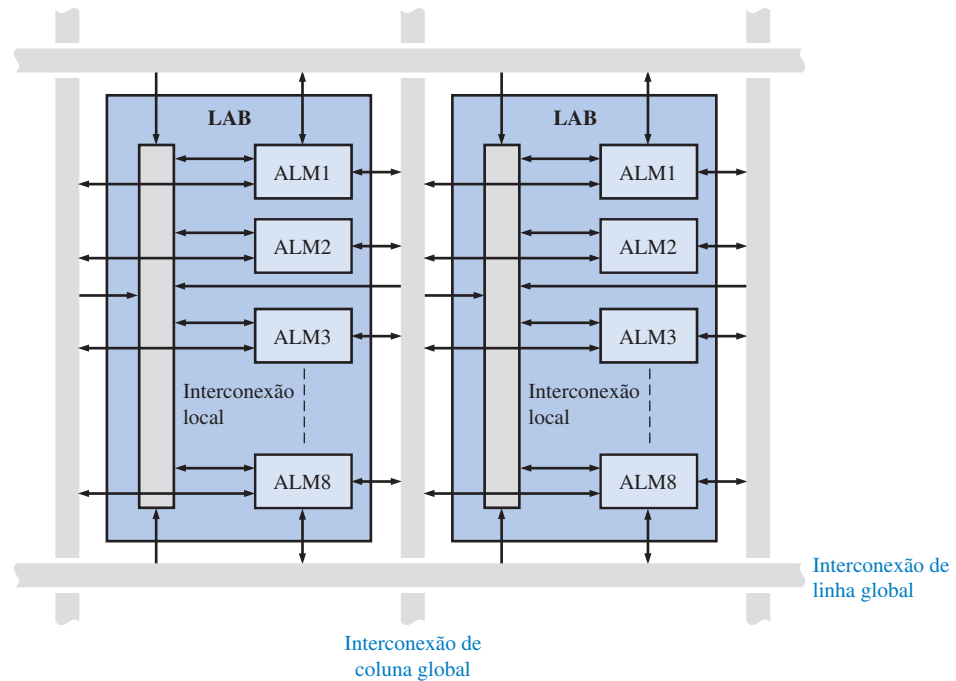 LAB
ALM1
ALM2
ALM3
Interconexão
local
ALM8
LAB
ALM1
ALM2
ALM3
Interconexão
local
ALM8
Interconexão de
linha global
Interconexão de
coluna global